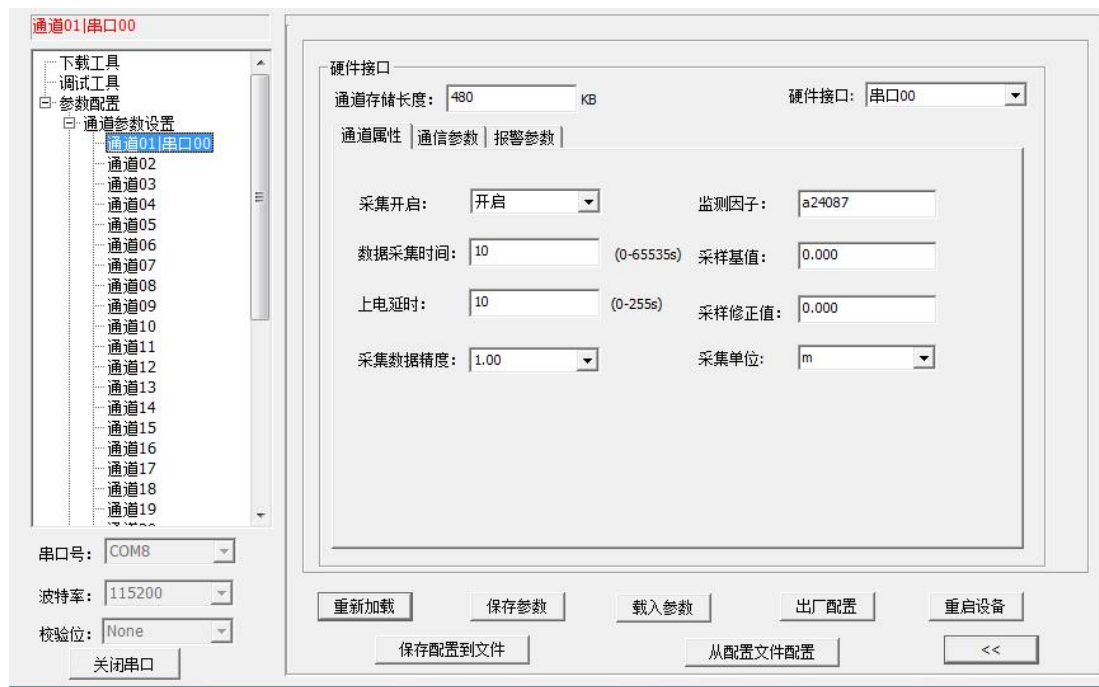 通道01|串口00
下载工具
调试工具
参数配置
通道参数设置
通道01|串口00
通道02
通道03
通道04
通道05
通道06
通道07
通道08
通道09
通道10
通道11
通道12
通道13
通道14
通道15
通道16
通道17
通道18
通道19
串口号: COM8
波特率: 115200
校验位: None
关闭串口
硬件接口
通道存储长度: 480 KB 硬件接口: 串口00
通道属性 通信参数 报警参数
采集开启: 开启 监测因子: a24087
数据采集时间: 10 (0-65535s) 采样基值: 0.000
上电延时: 10 (0-255s) 采样修正值: 0.000
采集数据精度: 1.00 采集单位: m
重新加载 保存参数 载入参数 出厂配置 重启设备
保存配置到文件 从配置文件配置 <<